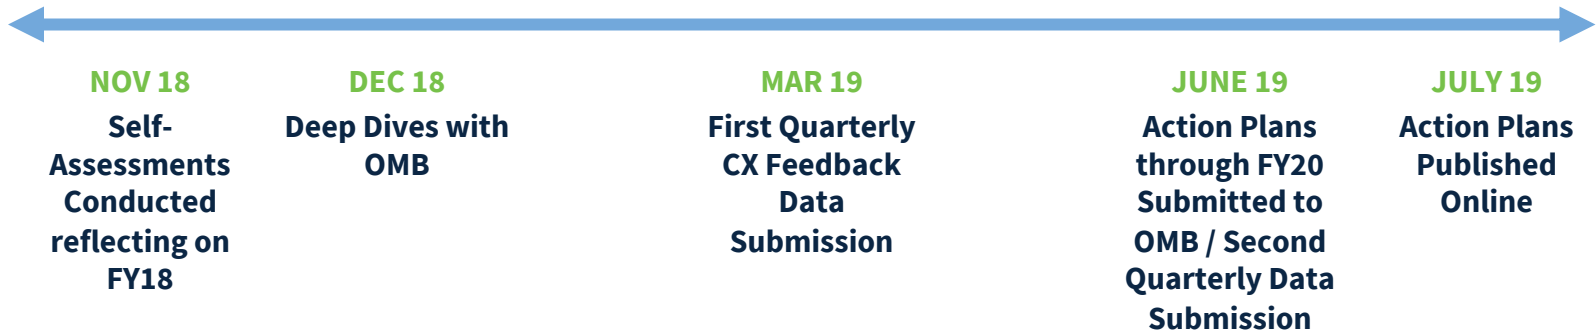 NOV 18
Self-
Assessments
Conducted
reflecting on
FY18
DEC 18
Deep Dives with
OMB
MAR 19
First Quarterly
CX Feedback
Data
Submission
JUNE 19
Action Plans
through FY20
Submitted to
OMB / Second
Quarterly Data
Submission
JULY 19
Action Plans
Published
Online